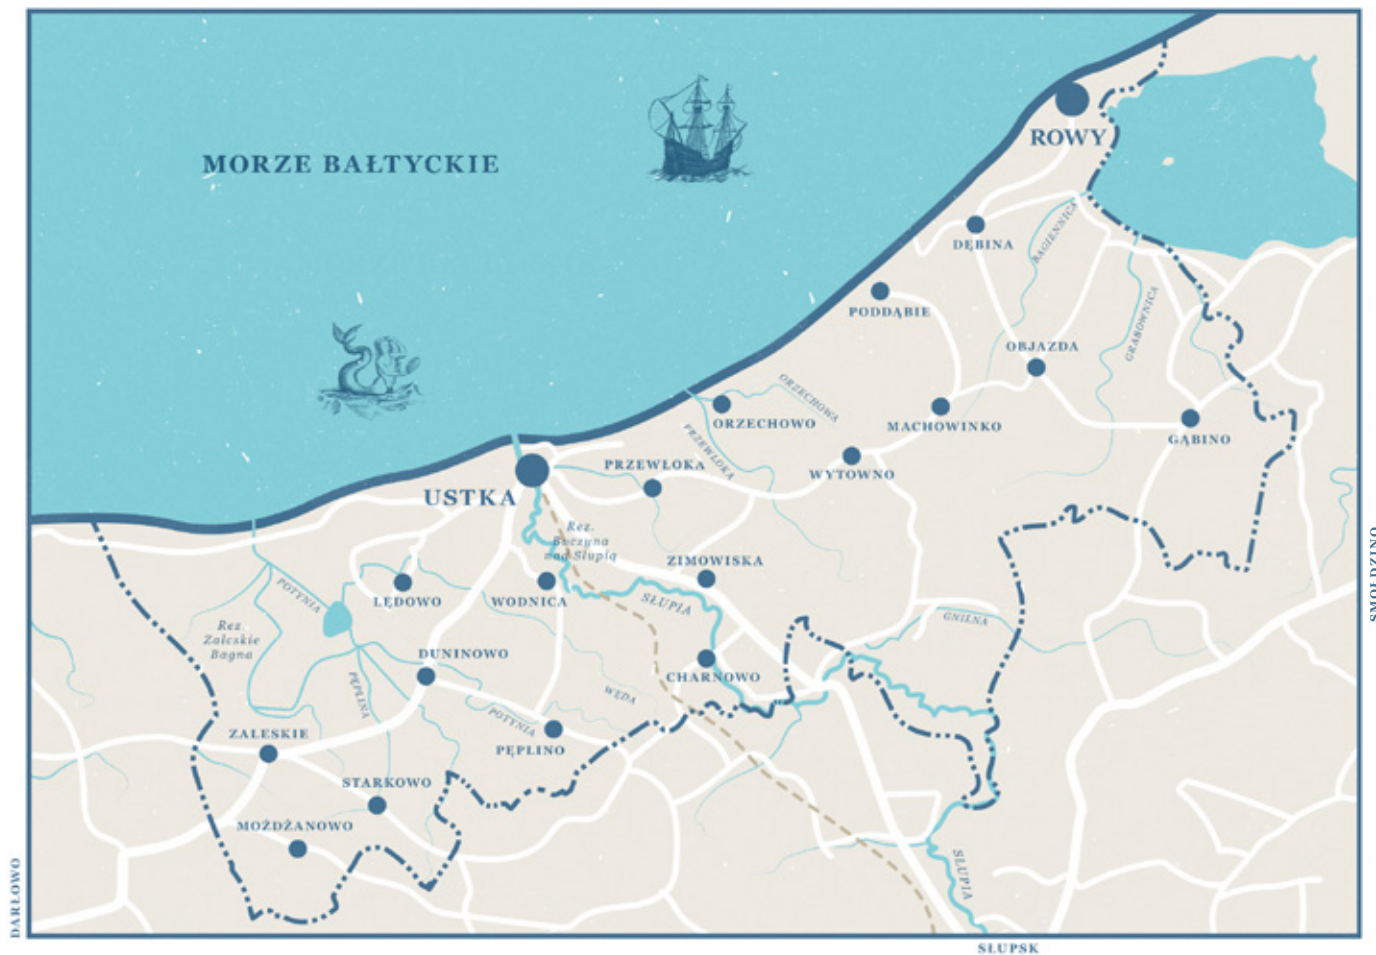 MORZE BAŁTYCKIE
ROWY
DĘBINA
BAGIENNICA
GRABOWNICA
PODDĄBIE
OBJAZDA
ORZECHOWA
ORZECHOWO
MACHOWINKO
GĄBINO
PRZEWŁOKA
PRZEWŁOKA
WYTOWNO
USTKA
Rez.
Buczyna
nad Słupią
ZIMOWISKA
SMOŁDZINO
POTYNIA
LĘDOWO
WODNICA
SŁUPIA
GNILNA
Rez.
Zaleskie
Bagna
DUNINOWO
CHARNOWO
PĘPLINA
WĘDA
POTYNIA
ZALESKIE
PĘPLINO
STARKOWO
MOŻDŻANOWO
SŁUPIA
DARŁOWO
SŁUPSK